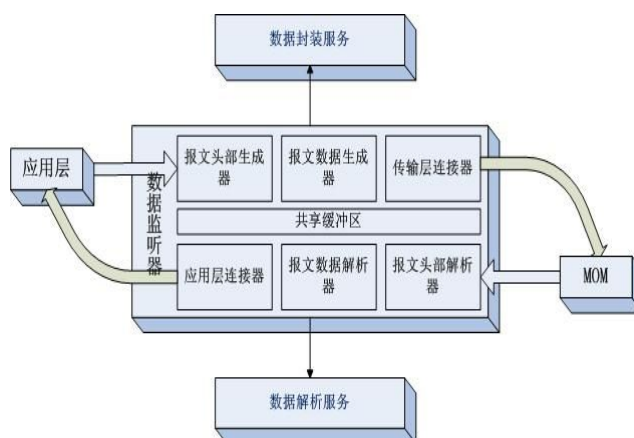 数据封装服务
应用层
数据监听器
报文头部生成
器
报文数据生成
器
传输层连接器
共享缓冲区
应用层连接器
报文数据解析
器
报文头部解析
器
MOM
数据解析服务